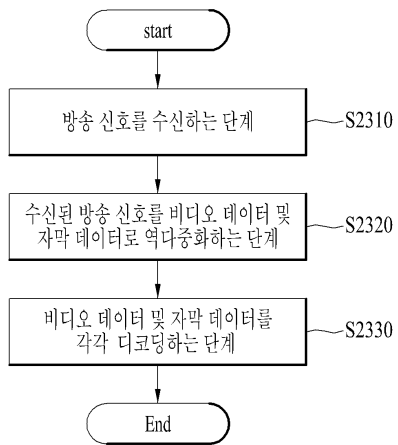 start
방송 신호를 수신하는 단계
S2310
수신된 방송 신호를 비디오 데이터 및
자막 데이터로 역다중화하는 단계
S2320
비디오 데이터 및 자막 데이터를
각각 디코딩하는 단계
S2330
End